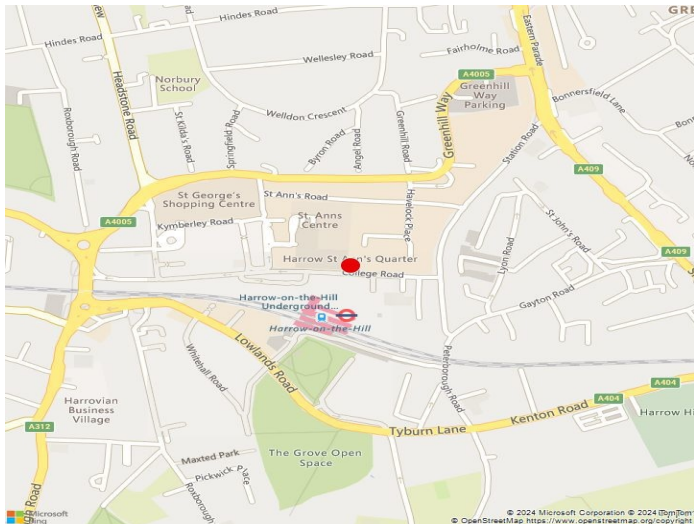 Hindes Road
GRE
Hindes Road
Eastern Parade
Wellesley Road
Fairholme Road
Headstone Road
Norbury
School
A4005
Greenhill
Way
Parking
Bonnersfield Lane
Roxborough Road
St Kilda's Road
Springfield Road
Welldon Crescent
Byron Road
Angel Road
Greenhill Road
Greenhill Way
Station Road
A409
St George's
Shopping Centre
St Ann's Road
Havelock Place
A4005
Kymberley Road
St. Anns
Centre
St John's Road
Lyon Road
A409
Harrow St Ann's Quarter
College Road
Harrow-on-the-Hill
Underground...
Harrow-on-the-Hill
Gayton Road
Whitehall Road
Lowlands Road
Peterborough Road
A404
Harrovian
Business
Village
A404
Kenton Road
Harrow Hi
A312
Tyburn Lane
Maxted Park
The Grove Open
Space
Pickwick Place
Roxborough
Road
Microsoft
Bing
© 2024 Microsoft Corporation © 2024 TomTom
© OpenStreetMap https://www.openstreetmap.org/copyright